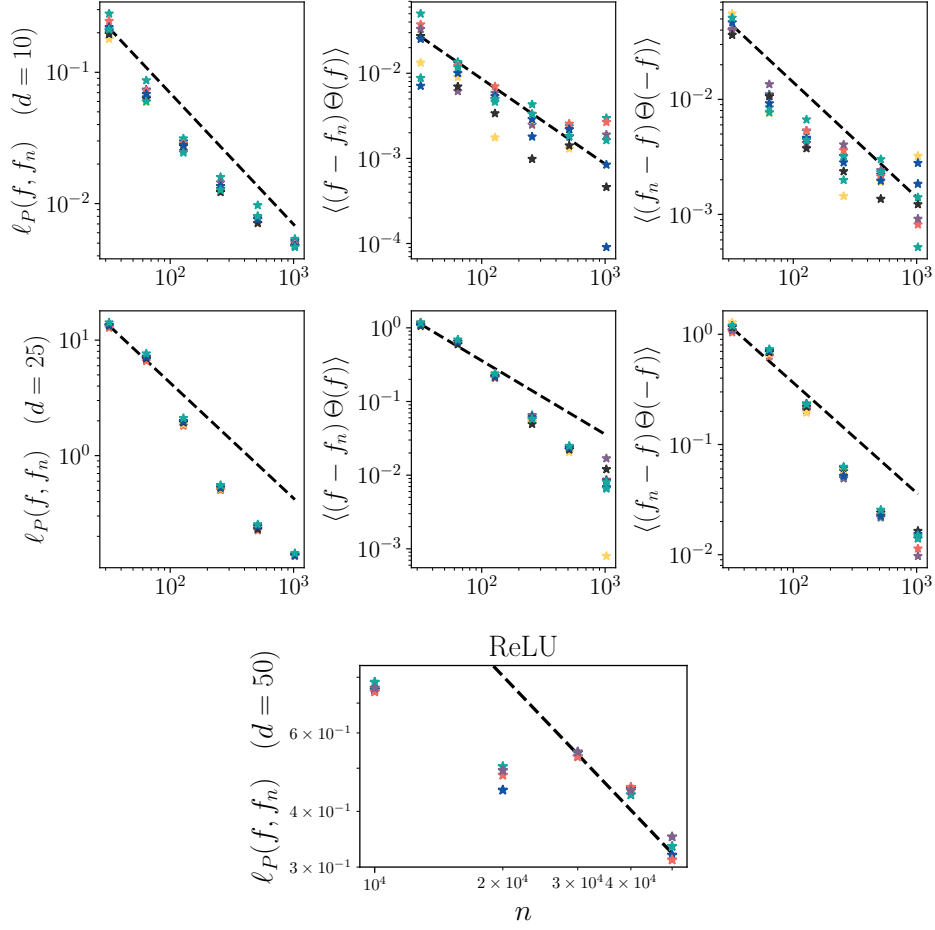 ℓ_P(f, f_n)   (d = 10)
10^{-1}
10^{-2}
10^2
10^3
⟨(f − f_n) Θ(f)⟩
10^{-2}
10^{-3}
10^{-4}
10^2
10^3
⟨(f_n − f) Θ(−f)⟩
10^{-2}
10^{-3}
10^2
10^3
ℓ_P(f, f_n)   (d = 25)
10^1
10^0
10^2
10^3
⟨(f − f_n) Θ(f)⟩
10^0
10^{-1}
10^{-2}
10^{-3}
10^2
10^3
⟨(f_n − f) Θ(−f)⟩
10^0
10^{-1}
10^{-2}
10^2
10^3
ReLU
ℓ_P(f, f_n)   (d = 50)
6 × 10^{-1}
4 × 10^{-1}
3 × 10^{-1}
10^4
2 × 10^4
3 × 10^4
4 × 10^4
n